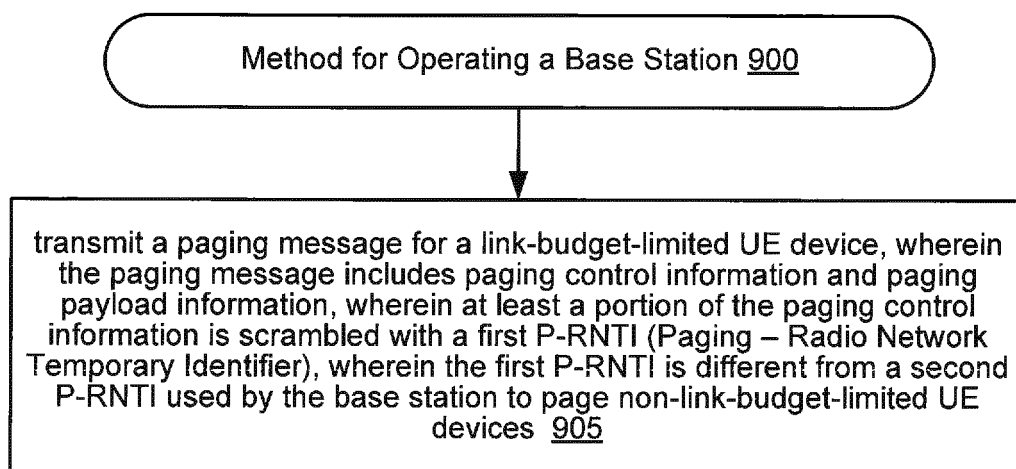 Method for Operating a Base Station 900
transmit a paging message for a link-budget-limited UE device, wherein
the paging message includes paging control information and paging
payload information, wherein at least a portion of the paging control
information is scrambled with a first P-RNTI (Paging – Radio Network
Temporary Identifier), wherein the first P-RNTI is different from a second
P-RNTI used by the base station to page non-link-budget-limited UE
devices 905